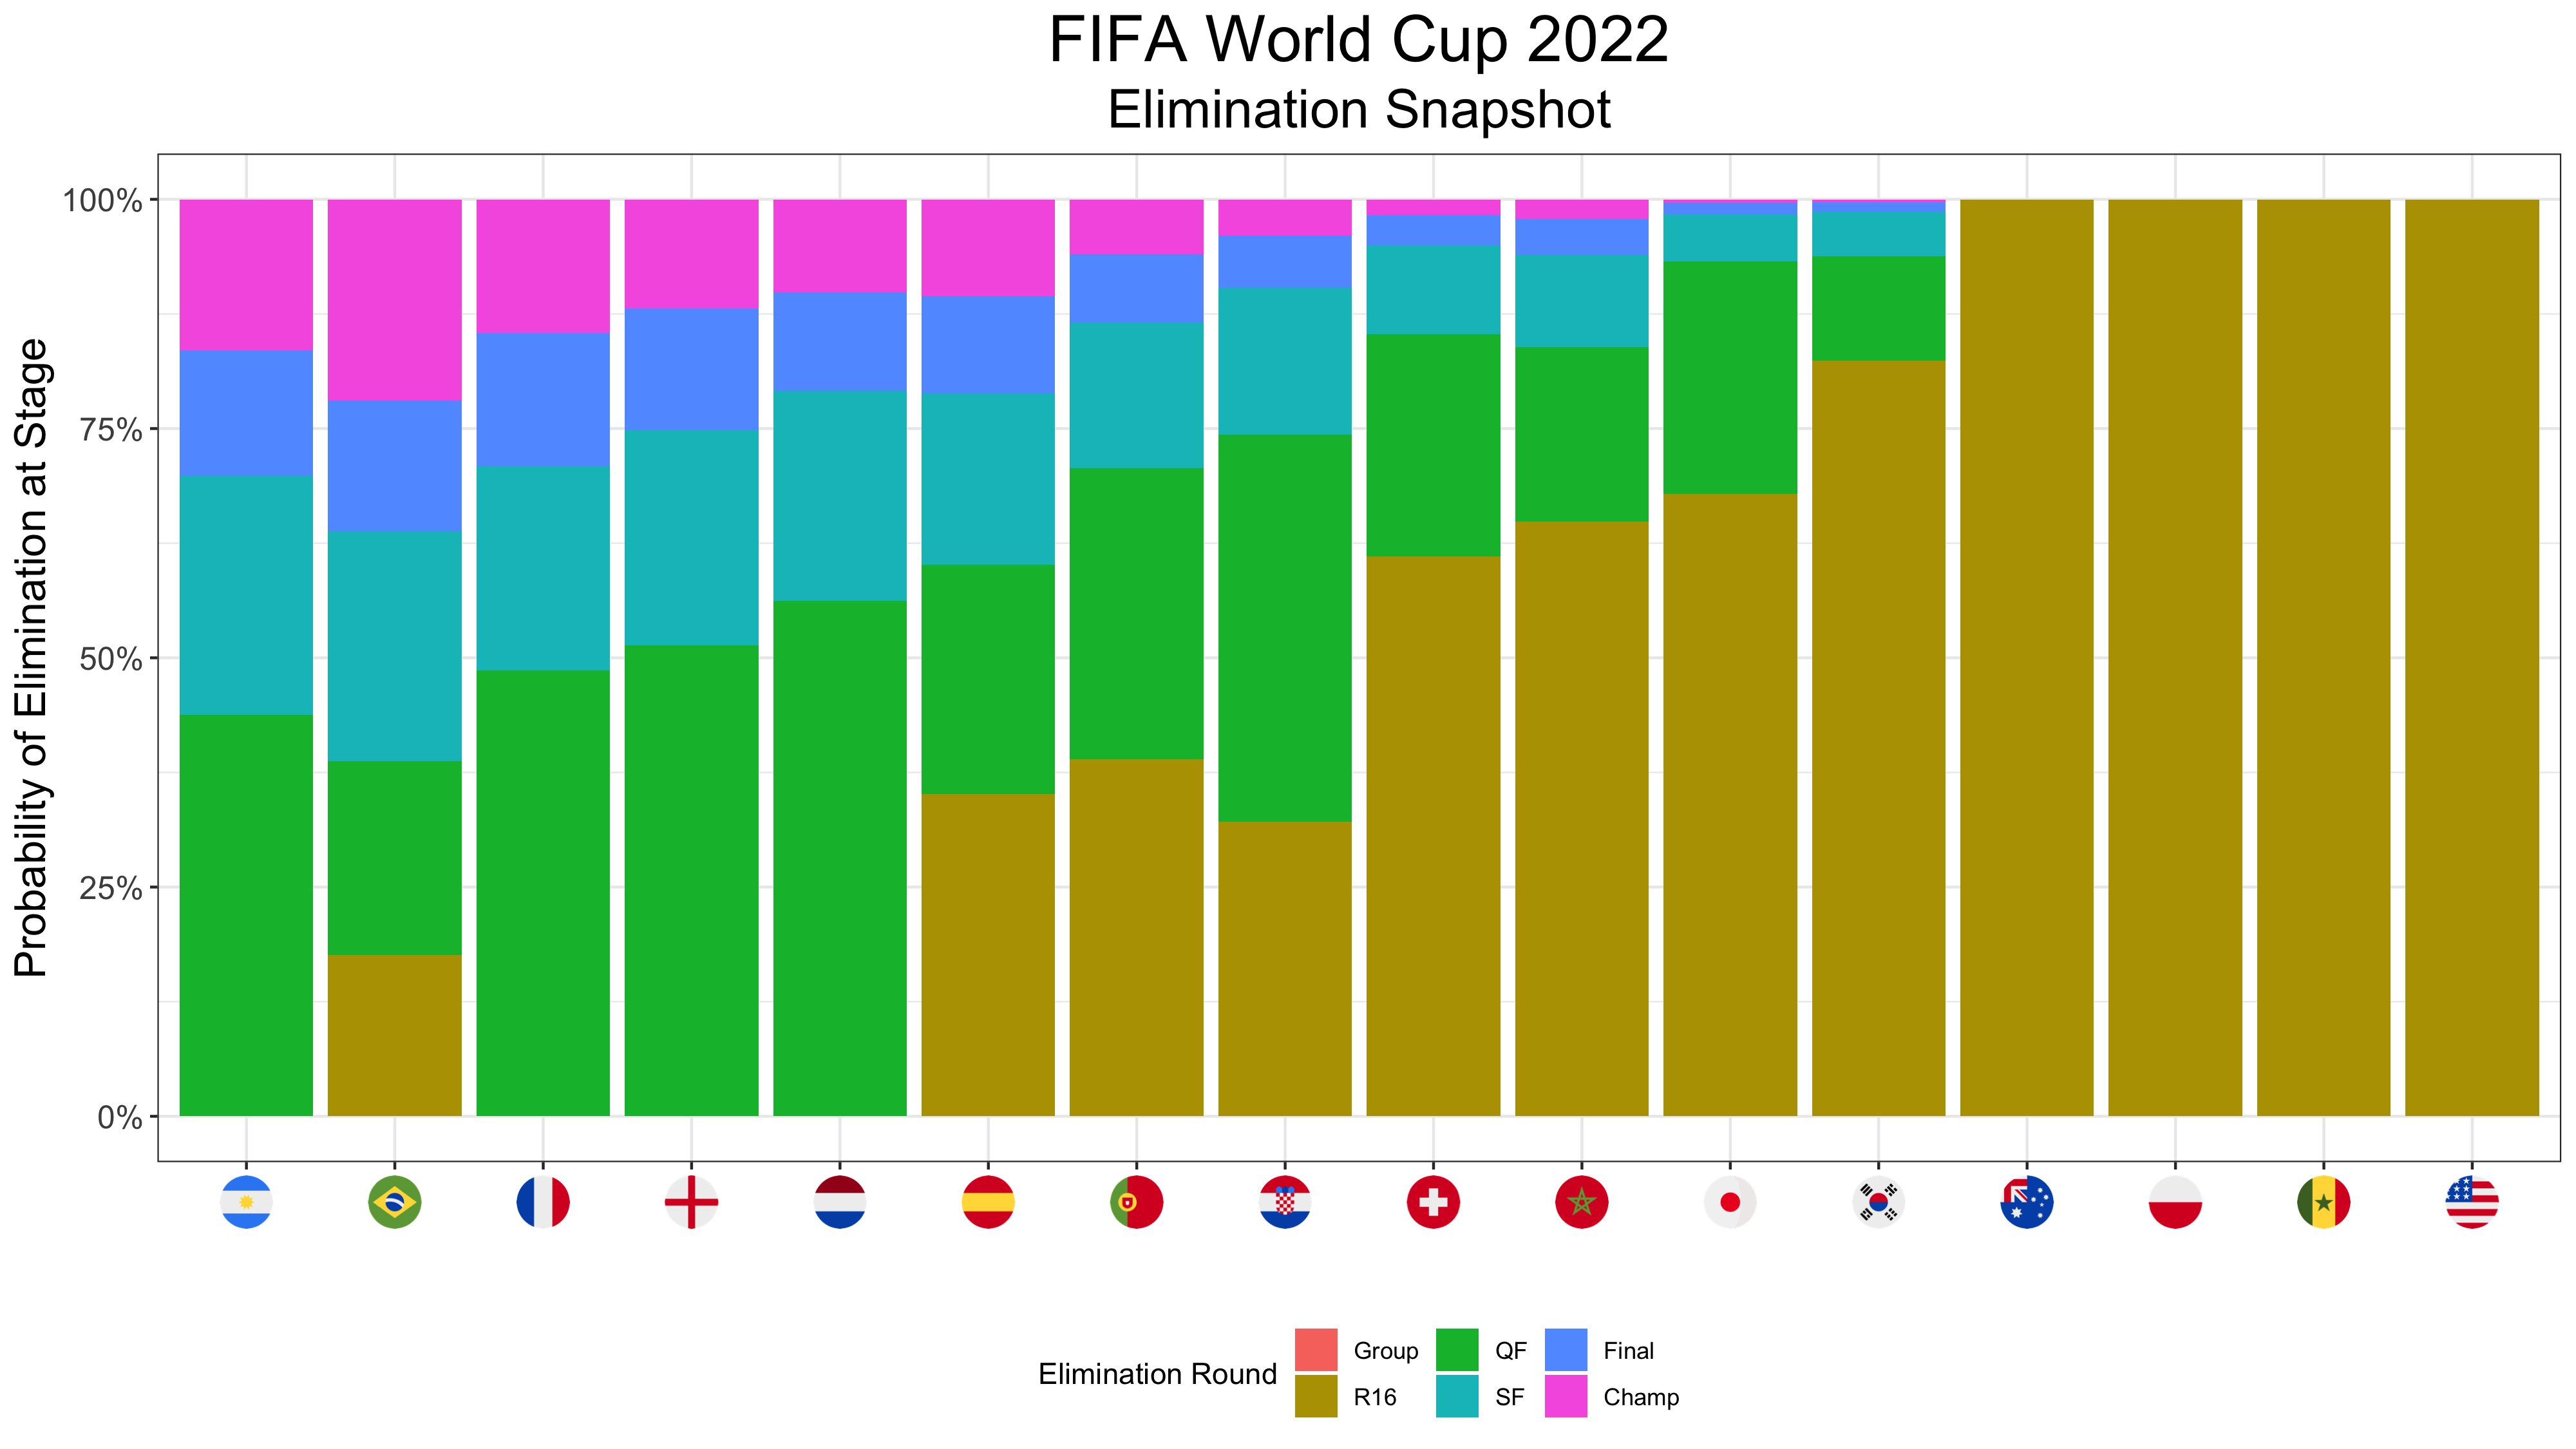 FIFA World Cup 2022
Elimination Snapshot
Probability of Elimination at Stage
100%
75%
50%
25%
0%
Elimination Round
Group
QF
Final
R16
SF
Champ